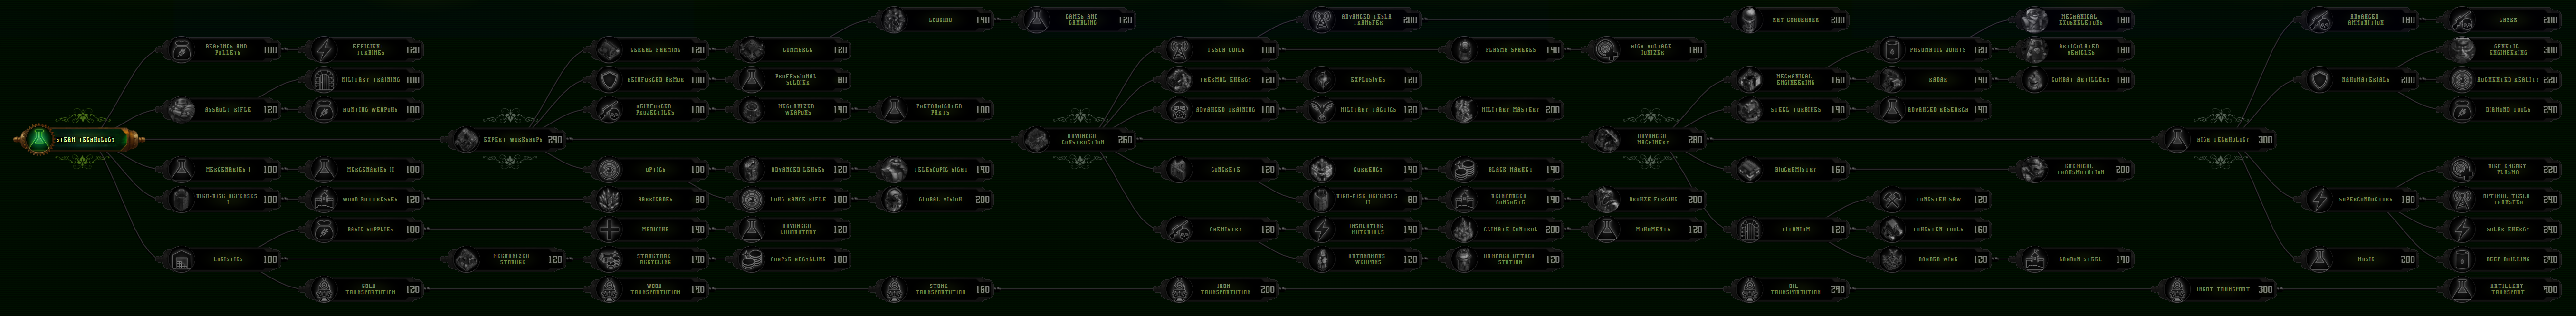 STEAM TECHNOLOGY
BEARINGS AND
PULLEYS
100
EFFICIENT
TURBINES
120
MILITARY TRAINING 100
ASSAULT RIFLE 120
HUNTING WEAPONS 100
MERCENARIES I 100
MERCENARIES II 120
HIGH-RISE DEFENSES
I
100
WOOD BUTTRESSES 120
BASIC SUPPLIES 100
LOGISTICS 100
GOLD
TRANSPORTATION
120
EXPERT WORKSHOPS 240
MECHANIZED
STORAGE
120
CEREAL FARMING 120
COMMERCE 120
LODGING 140
GAMES AND
GAMBLING
120
REINFORCED ARMOR 100
PROFESSIONAL
SOLDIER
80
REINFORCED
PROJECTILES
100
MECHANIZED
WEAPONS
140
PREFABRICATED
PARTS
100
OPTICS 100
ADVANCED LENSES 120
TELESCOPIC SIGHT 140
BARRICADES 80
LONG RANGE RIFLE 100
GLOBAL VISION 200
MEDICINE 140
ADVANCED
LABORATORY
120
STRUCTURE
RECYCLING
140
CORPSE RECYCLING 100
WOOD
TRANSPORTATION
140
STONE
TRANSPORTATION
160
ADVANCED
CONSTRUCTION
260
TESLA COILS 100
ADVANCED TESLA
TRANSFER
200
PLASMA SPHERES 140
HIGH VOLTAGE
IONIZER
180
THERMAL ENERGY 120
EXPLOSIVES 120
ADVANCED TRAINING 100
MILITARY TACTICS 120
MILITARY MASTERY 200
CONCRETE 120
CURRENCY 140
BLACK MARKET 140
HIGH-RISE DEFENSES
II
80
REINFORCED
CONCRETE
140
BRONZE FORGING 200
CHEMISTRY 120
INSULATING
MATERIALS
140
CLIMATE CONTROL 200
MONUMENTS 120
AUTONOMOUS
WEAPONS
120
ARMORED ATTACK
STATION
120
IRON
TRANSPORTATION
200
ADVANCED
MACHINERY
280
RAY CONDENSER 200
MECHANICAL
ENGINEERING
160
PNEUMATIC JOINTS 120
MECHANICAL
EXOSKELETONS
180
ARTICULATED
VEHICLES
180
RADAR 140
COMBAT ARTILLERY 180
STEEL TURBINES 140
ADVANCED RESEARCH 140
BIOCHEMISTRY 160
CHEMICAL
TRANSMUTATION
200
TITANIUM 120
TUNGSTEN SAW 120
TUNGSTEN TOOLS 160
BARBED WIRE 120
CARBON STEEL 140
OIL
TRANSPORTATION
240
HIGH TECHNOLOGY 300
ADVANCED
AMMUNITION
180
LASER 240
NANOMATERIALS 200
GENETIC
ENGINEERING
300
AUGMENTED REALITY 220
DIAMOND TOOLS 240
SUPERCONDUCTORS 180
HIGH ENERGY
PLASMA
220
OPTIMAL TESLA
TRANSFER
240
SOLAR ENERGY 240
DEEP DRILLING 240
MUSIC 200
INGOT TRANSPORT 300
ARTILLERY
TRANSPORT
400